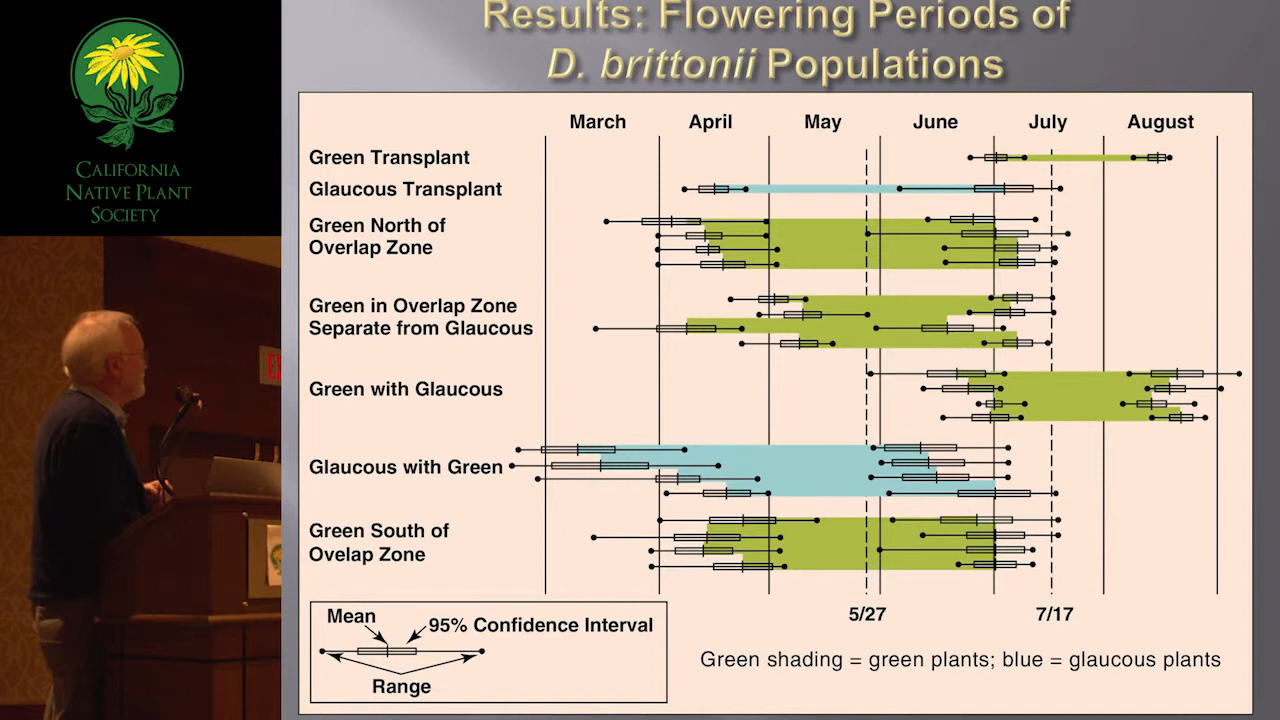 CALIFORNIA
NATIVE PLANT
SOCIETY
Results: Flowering Periods of
D. brittonii Populations
March April May June July August
Green Transplant
Glaucous Transplant
Green North of
Overlap Zone
Green in Overlap Zone
Separate from Glaucous
Green with Glaucous
Glaucous with Green
Green South of
Ovelap Zone
5/27 7/17
Mean
95% Confidence Interval
Range
Green shading = green plants; blue = glaucous plants